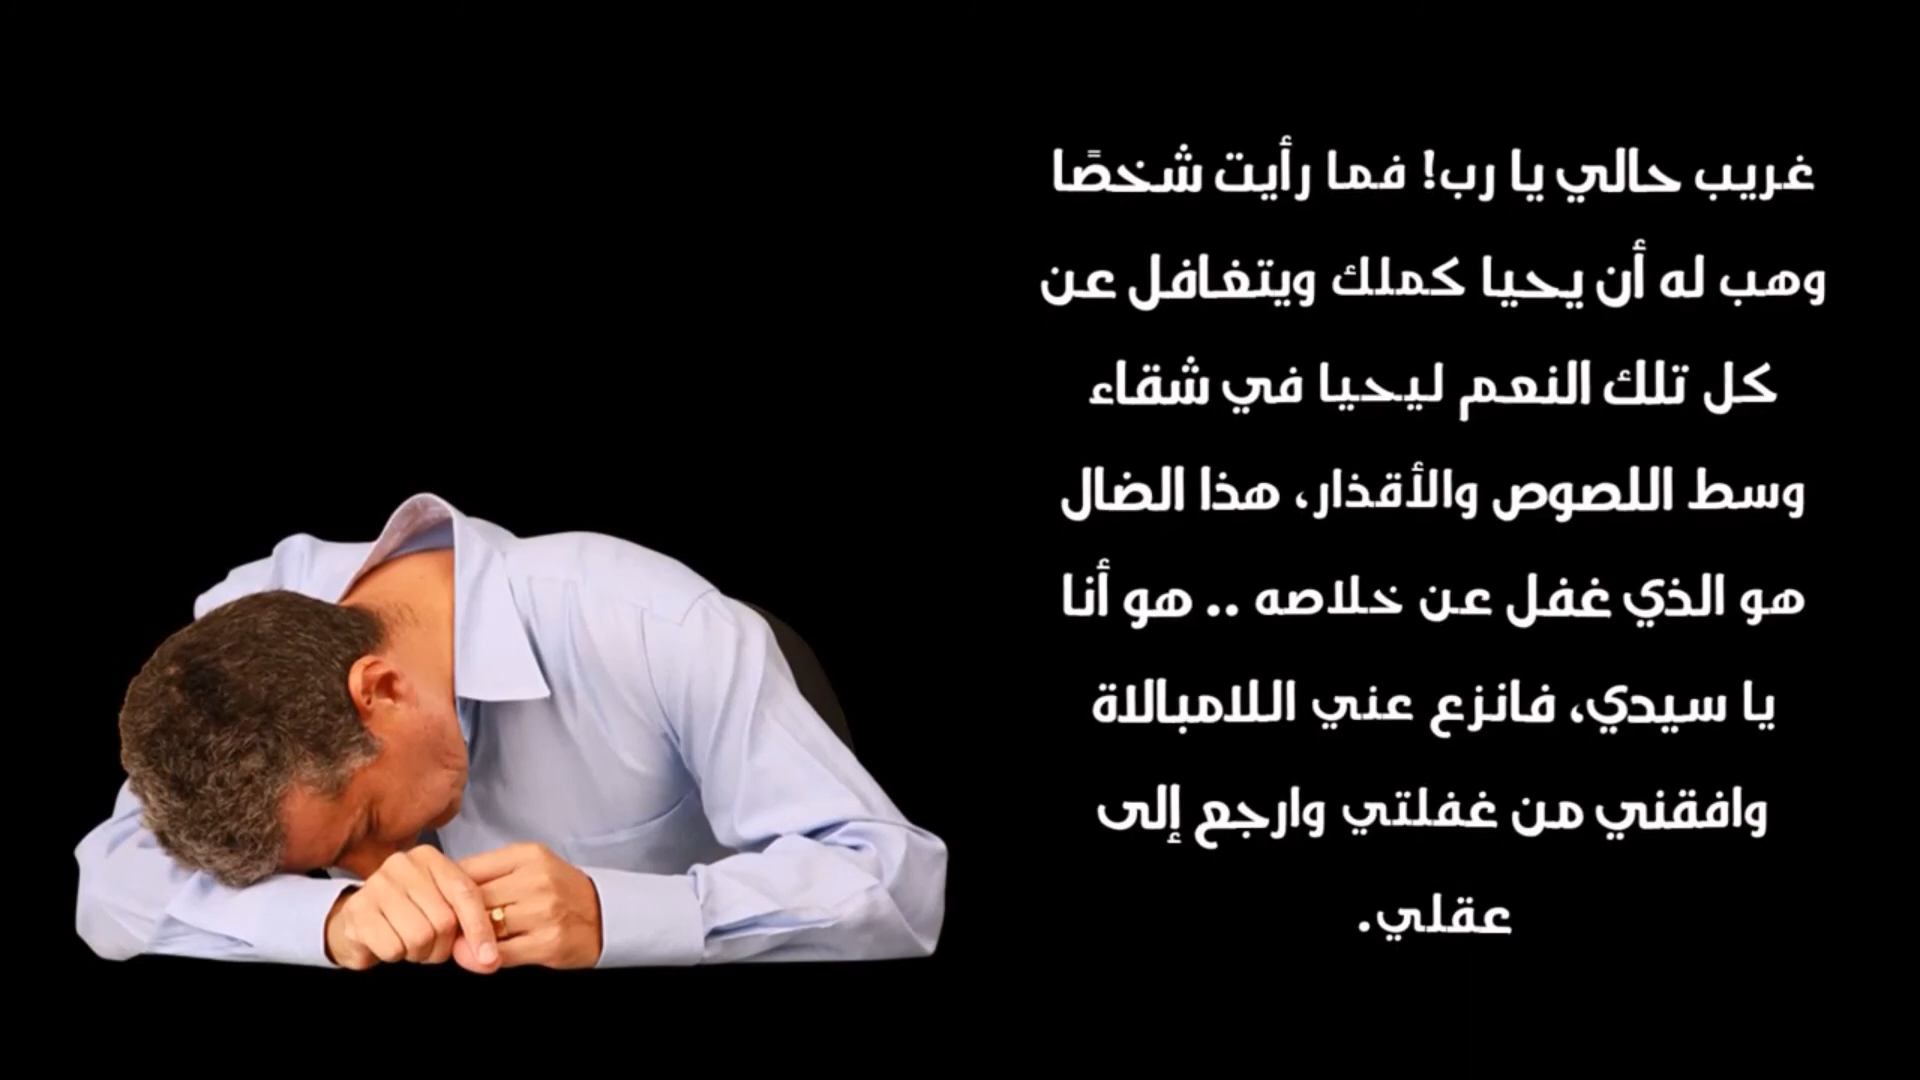 غريب حالي يا رب! فما رأيت شخصًا
وهب له أن يحيا كملك ويتغافل عن
كل تلك النعم ليحيا في شقاء
وسط اللصوص والأقذار، هذا الضال
هو الذي غفل عن خلاصه .. هو أنا
يا سيدي، فانزع عني اللامبالاة
وافقني من غفلتي وارجع إلى
عقلي.